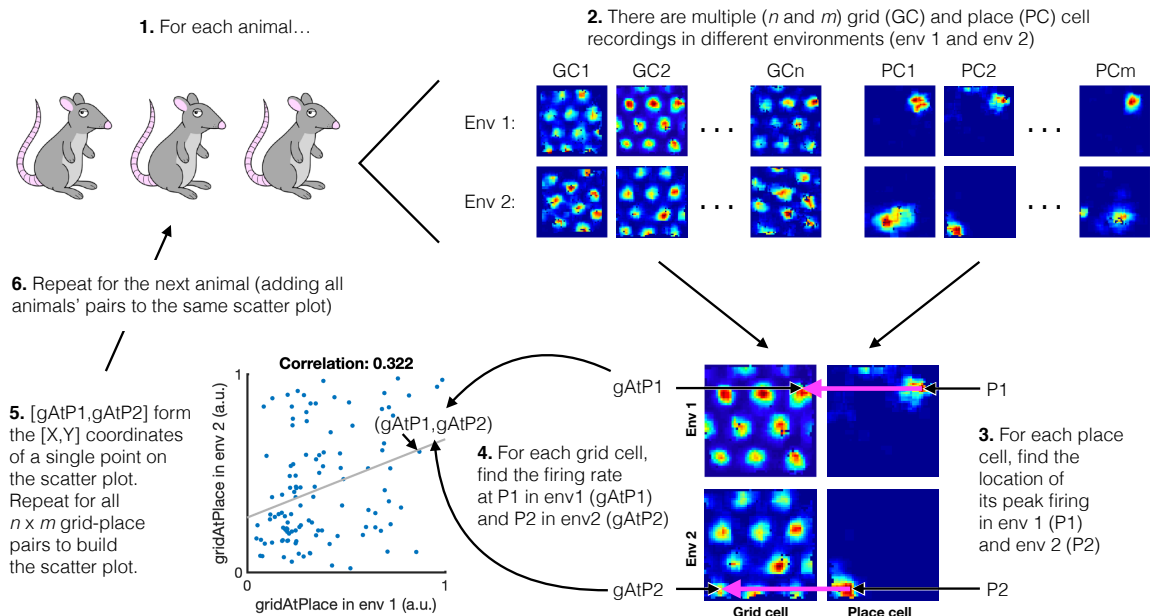 1. For each animal…
2. There are multiple (n and m) grid (GC) and place (PC) cell
recordings in different environments (env 1 and env 2)
GC1 GC2 GCn PC1 PC2 PCm
Env 1: . . . . . .
Env 2: . . . . . .
6. Repeat for the next animal (adding all
animals’ pairs to the same scatter plot)
5. [gAtP1,gAtP2] form
the [X,Y] coordinates
of a single point on
the scatter plot.
Repeat for all
n x m grid-place
pairs to build
the scatter plot.
Correlation: 0.322
1
gridAtPlace in env 2 (a.u.)
0
0 1
gridAtPlace in env 1 (a.u.)
(gAtP1,gAtP2)
4. For each grid cell,
find the firing rate
at P1 in env1 (gAtP1)
and P2 in env2 (gAtP2)
gAtP1
gAtP2
Env 1
Env 2
Grid cell Place cell
P1
3. For each place
cell, find the
location of
its peak firing
in env 1 (P1)
and env 2 (P2)
P2